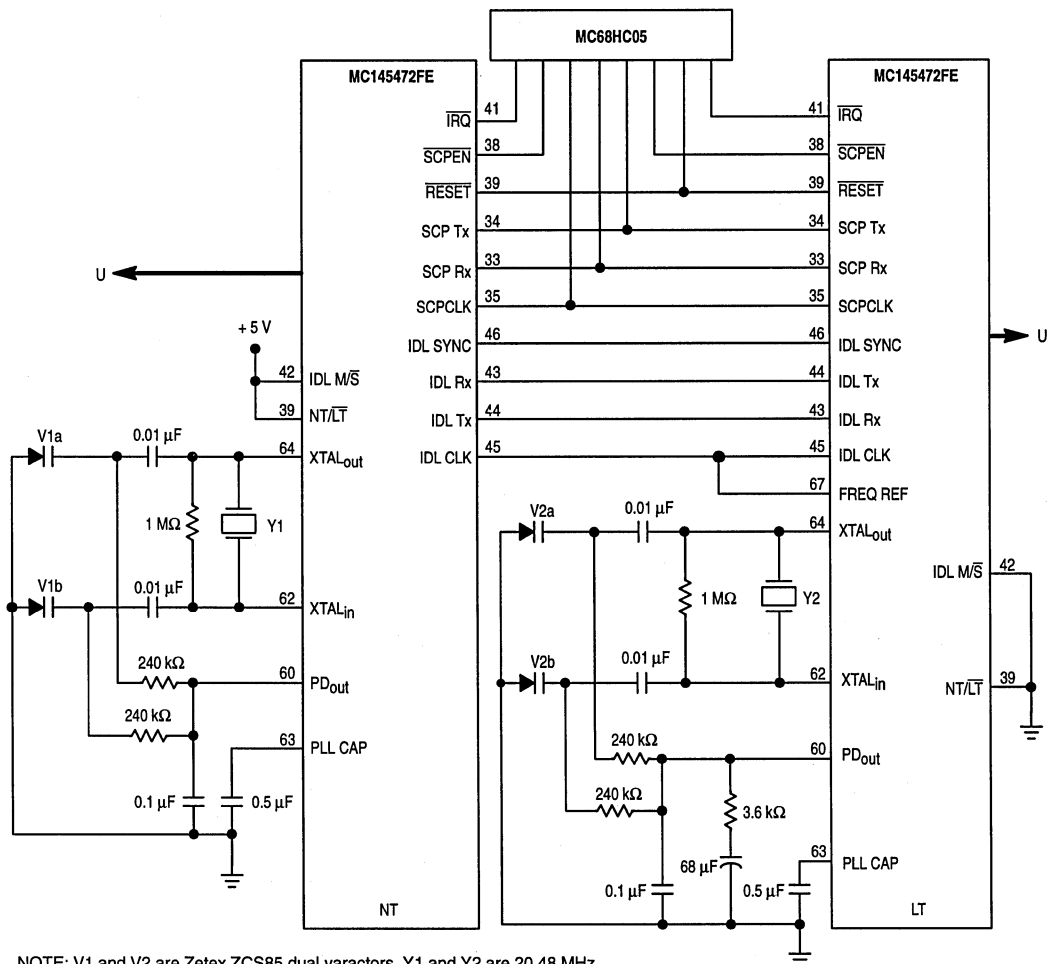 MC68HC05
MC145472FE
MC145472FE
IRQ 41
41 IRQ
SCPEN 38
38 SCPEN
RESET 39
39 RESET
SCP Tx 34
34 SCP Tx
U
SCP Rx 33
33 SCP Rx
SCPCLK 35
35 SCPCLK
+ 5 V
U
IDL SYNC 46
46 IDL SYNC
42 IDL M/S
IDL Rx 43
44 IDL Tx
39 NT/LT
IDL Tx 44
43 IDL Rx
V1a
0.01 µF
64 XTALout
IDL CLK 45
45 IDL CLK
67 FREQ REF
1 MΩ
Y1
V2a
0.01 µF
64 XTALout
IDL M/S 42
V1b
0.01 µF
62 XTALin
1 MΩ
Y2
240 kΩ
60 PDout
V2b
0.01 µF
62 XTALin
NT/LT 39
240 kΩ
63 PLL CAP
240 kΩ
60 PDout
0.1 µF
0.5 µF
240 kΩ
3.6 kΩ
68 µF
63 PLL CAP
0.1 µF
0.5 µF
NT
LT
NOTE: V1 and V2 are Zetex ZCS85 dual varactors, Y1 and Y2 are 20.48 MHz